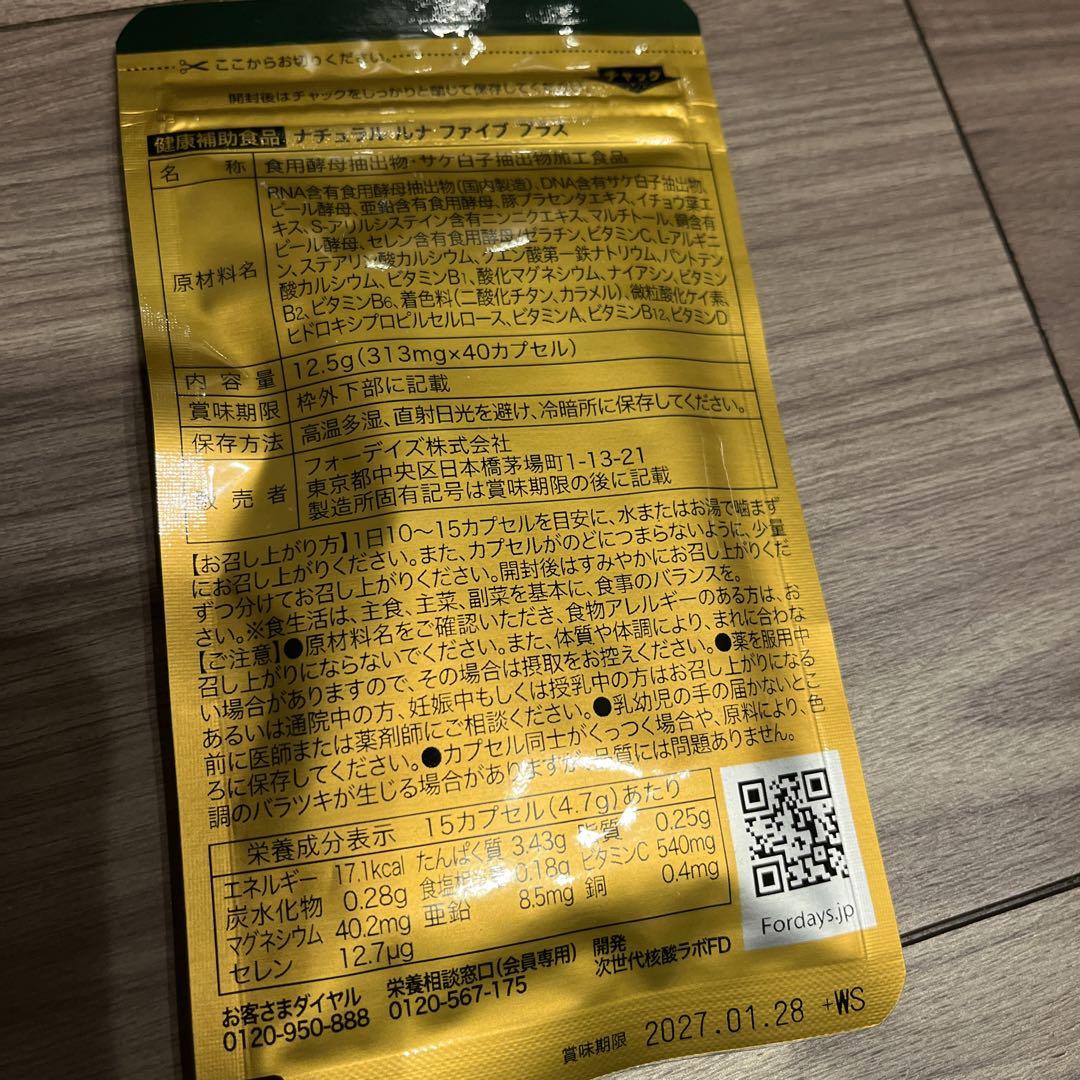 ここからお切りください。
チャック
開封後はチャックをしっかりと閉じて保存してください
健康補助食品 ナチュラル ルナ ファイブ プラス
名 称 食用酵母抽出物・サケ白子抽出物加工食品
原材料名
RNA含有食用酵母抽出物(国内製造)、DNA含有サケ白子抽出物、
ビール酵母、亜鉛含有食用酵母、豚プラセンタエキス、イチョウ葉エ
キス、S-アリルシステイン含有ニンニクエキス、マルチトール、銅含有
ビール酵母、セレン含有食用酵母/ゼラチン、ビタミンC、L-アルギニ
ン、ステアリン酸カルシウム、クエン酸第一鉄ナトリウム、パントテン
酸カルシウム、ビタミンB1、酸化マグネシウム、ナイアシン、ビタミン
B2、ビタミンB6、着色料(二酸化チタン、カラメル)、微粒酸化ケイ素、
ヒドロキシプロピルセルロース、ビタミンA、ビタミンB12、ビタミンD
内容量 12.5g(313mg×40カプセル)
賞味期限 枠外下部に記載
保存方法 高温多湿、直射日光を避け、冷暗所に保存してください。
販売者
フォーデイズ株式会社
東京都中央区日本橋茅場町1-13-21
製造所固有記号は賞味期限の後に記載
【お召し上がり方】1日10～15カプセルを目安に、水またはお湯で噛まず
にお召し上がりください。また、カプセルがのどにつまらないように、少量
ずつ分けてお召し上がりください。開封後はすみやかにお召し上がりくだ
さい。※食生活は、主食、主菜、副菜を基本に、食事のバランスを。
【ご注意】●原材料名をご確認いただき、食物アレルギーのある方は、お
召し上がりにならないでください。また、体質や体調により、まれに合わな
い場合がありますので、その場合は摂取をお控えください。●薬を服用中
あるいは通院中の方、妊娠中もしくは授乳中の方はお召し上がりになる
前に医師または薬剤師にご相談ください。●乳幼児の手の届かないとこ
ろに保存してください。●カプセル同士がくっつく場合や、原料により、色
調のバラツキが生じる場合がありますが、品質には問題ありません。
栄養成分表示 15カプセル(4.7g)あたり
エネルギー 17.1kcal たんぱく質 3.43g 脂質 0.25g
炭水化物 0.28g 食塩相当量 0.18g ビタミンC 540mg
マグネシウム 40.2mg 亜鉛 8.5mg 銅 0.4mg
セレン 12.7μg
Fordays.jp
お客さまダイヤル 栄養相談窓口(会員専用) 開発
0120-950-888 0120-567-175 次世代核酸ラボFD
賞味期限 2027.01.28 +WS